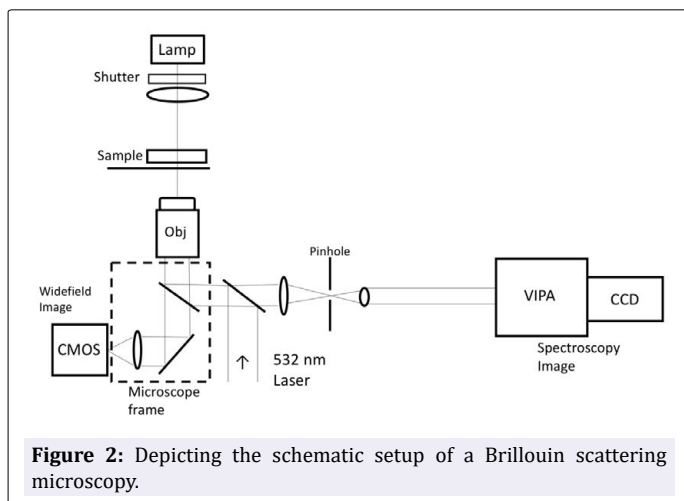 Lamp
Shutter
Sample
Obj
Pinhole
Widefield
Image
CMOS
VIPA
CCD
↑
532 nm
Laser
Spectroscopy
Image
Microscope
frame
Figure 2: Depicting the schematic setup of a Brillouin scattering
microscopy.